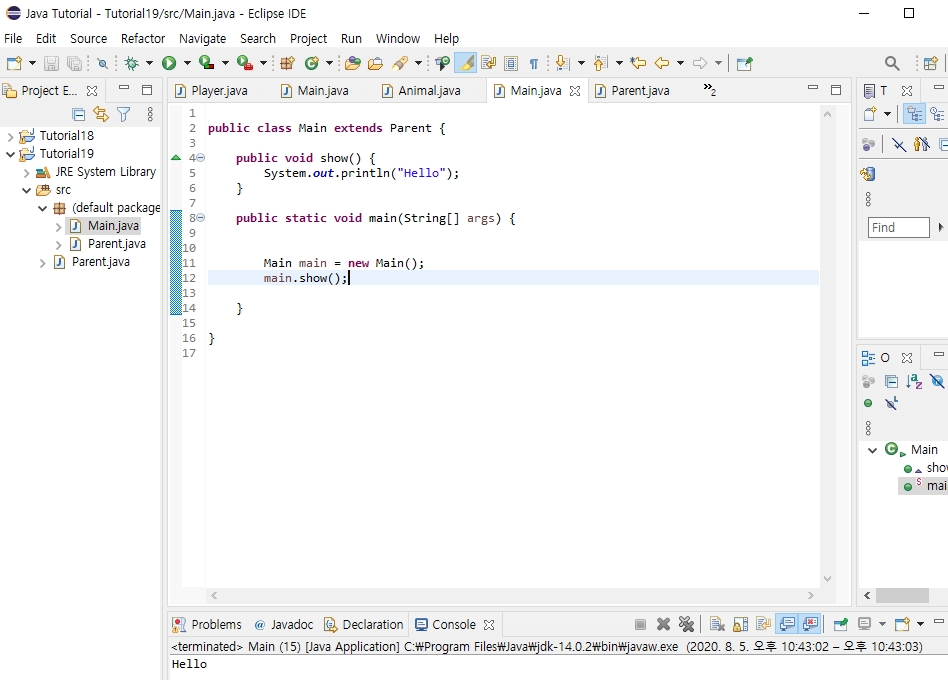 Java Tutorial - Tutorial19/src/Main.java - Eclipse IDE
File Edit Source Refactor Navigate Search Project Run Window Help
Project E...
Player.java Main.java Animal.java Main.java Parent.java »2
T
Tutorial18
Tutorial19
JRE System Library
src
(default package
Main.java
Parent.java
Parent.java
1
2 public class Main extends Parent {
3
4 public void show() {
5 System.out.println("Hello");
6 }
7
8 public static void main(String[] args) {
9
10
11 Main main = new Main();
12 main.show();
13
14 }
15
16 }
17
Find
O
Main
sho
mai
Problems @ Javadoc Declaration Console
<terminated> Main (15) [Java Application] C:₩Program Files₩Java₩jdk-14.0.2₩bin₩javaw.exe (2020. 8. 5. 오후 10:43:02 – 오후 10:43:03)
Hello